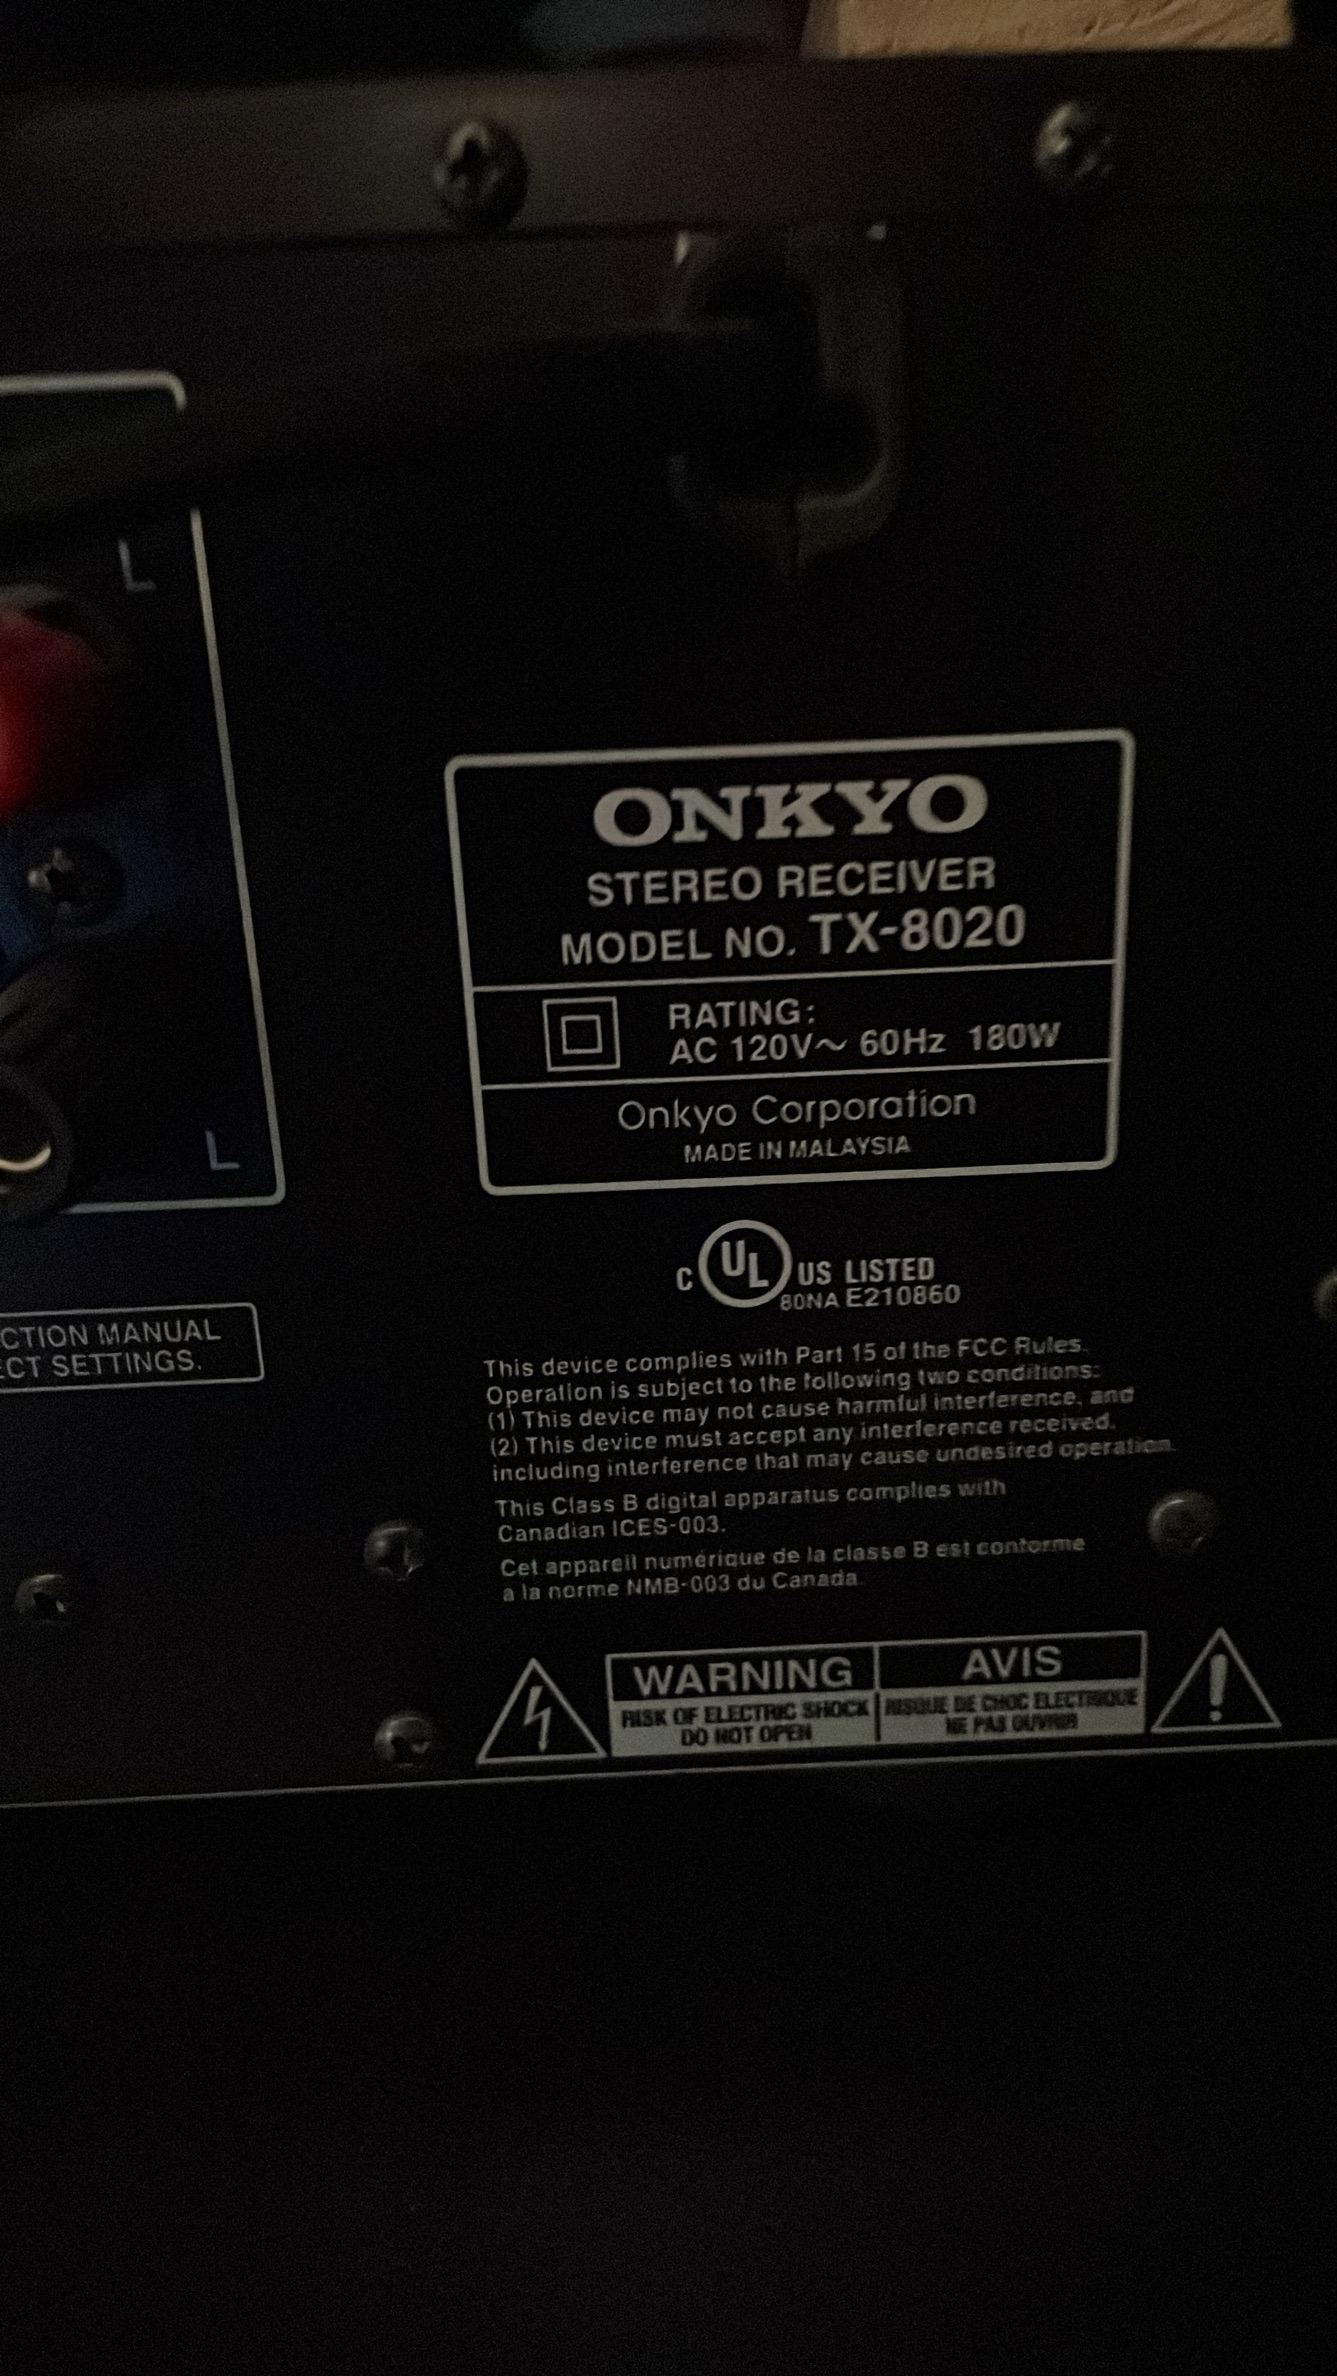 L
L
CTION MANUAL
ECT SETTINGS.
ONKYO
STEREO RECEIVER
MODEL NO. TX-8020
RATING:
AC 120V~ 60Hz 180W
Onkyo Corporation
MADE IN MALAYSIA
C UL US LISTED
80NA E210860
This device complies with Part 15 of the FCC Rules.
Operation is subject to the following two conditions:
(1) This device may not cause harmful interference, and
(2) This device must accept any interference received,
including interference that may cause undesired operation.
This Class B digital apparatus complies with
Canadian ICES-003.
Cet appareil numérique de la classe B est conforme
a la norme NMB-003 du Canada.
WARNING
RISK OF ELECTRIC SHOCK
DO NOT OPEN
AVIS
RISQUE DE CHOC ELECTRIQUE
NE PAS OUVRIR